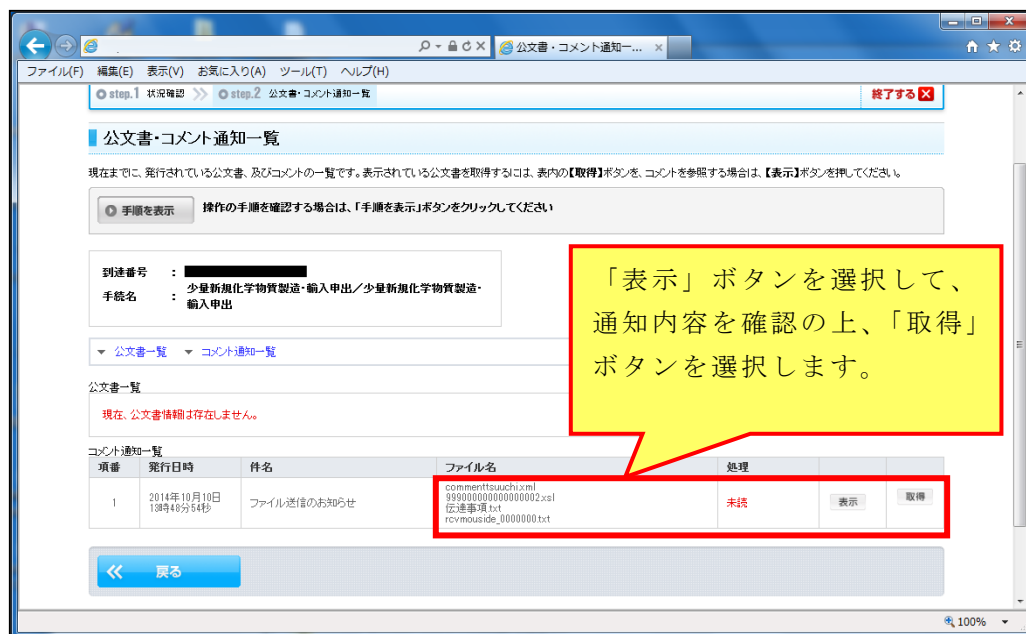 公文書・コメント通知一...
ファイル(F) 編集(E) 表示(V) お気に入り(A) ツール(T) ヘルプ(H)
step.1 状況確認 step.2 公文書・コメント通知一覧 終了する
公文書・コメント通知一覧
現在までに、発行されている公文書、及びコメントの一覧です。表示されている公文書を取得するには、表内の【取得】ボタンを、コメントを参照する場合は、【表示】ボタンを押してください。
手順を表示 操作の手順を確認する場合は、「手順を表示」ボタンをクリックしてください
到達番号 :
手続名 : 少量新規化学物質製造・輸入申出／少量新規化学物質製造・
輸入申出
「表示」ボタンを選択して、
通知内容を確認の上、「取得」
ボタンを選択します。
公文書一覧 コメント通知一覧
公文書一覧
現在、公文書情報は存在しません。
コメント通知一覧
項番 発行日時 件名 ファイル名 処理
1 2014年10月10日 ファイル送信のお知らせ commenttsuuchi.xml 未読 表示 取得
13時48分54秒 999000000000000002.xsl
伝達事項.txt
rcvmouside_0000000.txt
戻る
100%